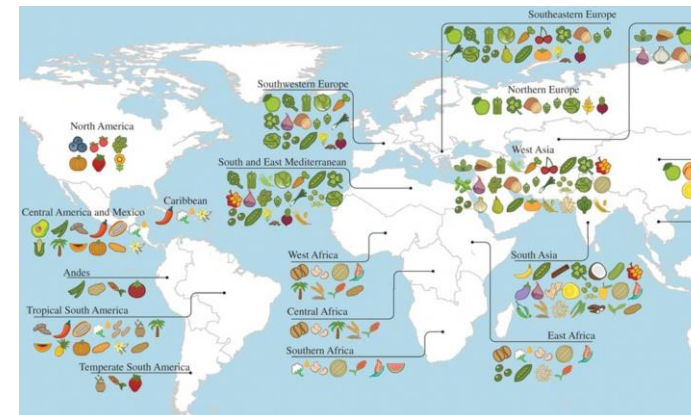 Southeastern Europe
Southwestern Europe
Northern Europe
North America
West Asia
South and East Mediterranean
Caribbean
Central America and Mexico
West Africa
South Asia
Andes
Central Africa
Tropical South America
East Africa
Southern Africa
Temperate South America